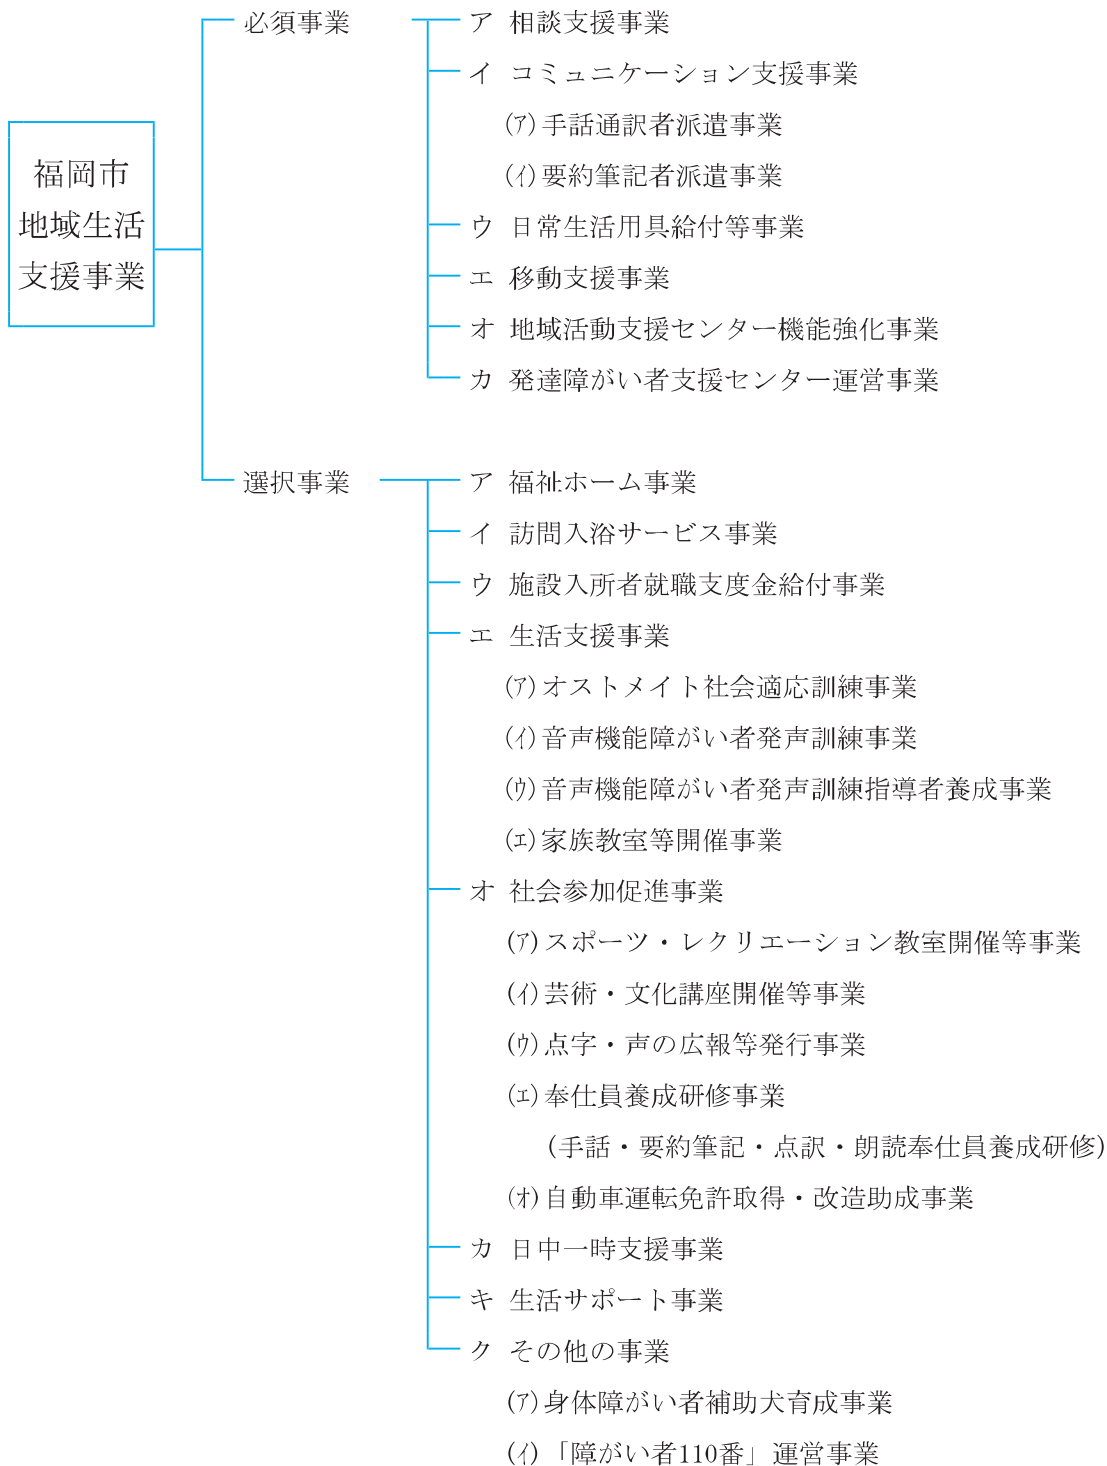 福岡市
地域生活
支援事業
必須事業
ア 相談支援事業
イ コミュニケーション支援事業
(ア)手話通訳者派遣事業
(イ)要約筆記者派遣事業
ウ 日常生活用具給付等事業
エ 移動支援事業
オ 地域活動支援センター機能強化事業
カ 発達障がい者支援センター運営事業
選択事業
ア 福祉ホーム事業
イ 訪問入浴サービス事業
ウ 施設入所者就職支度金給付事業
エ 生活支援事業
(ア)オストメイト社会適応訓練事業
(イ)音声機能障がい者発声訓練事業
(ウ)音声機能障がい者発声訓練指導者養成事業
(エ)家族教室等開催事業
オ 社会参加促進事業
(ア)スポーツ・レクリエーション教室開催等事業
(イ)芸術・文化講座開催等事業
(ウ)点字・声の広報等発行事業
(エ)奉仕員養成研修事業
(手話・要約筆記・点訳・朗読奉仕員養成研修)
(オ)自動車運転免許取得・改造助成事業
カ 日中一時支援事業
キ 生活サポート事業
ク その他の事業
(ア)身体障がい者補助犬育成事業
(イ)「障がい者110番」運営事業